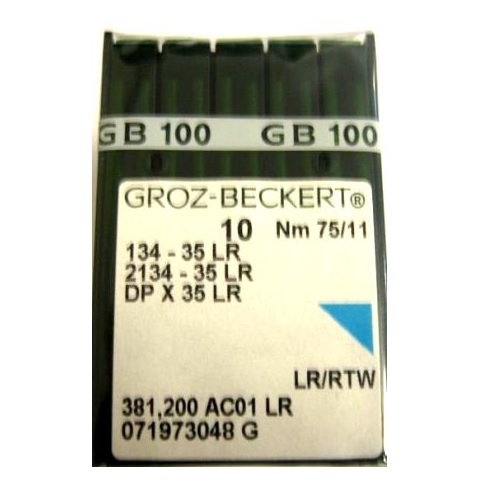 GB 100 GB 100
GROZ-BECKERT®
10 Nm 75/11
134 - 35 LR
2134 - 35 LR
DP X 35 LR
LR/RTW
381,200 AC01 LR
071973048 G